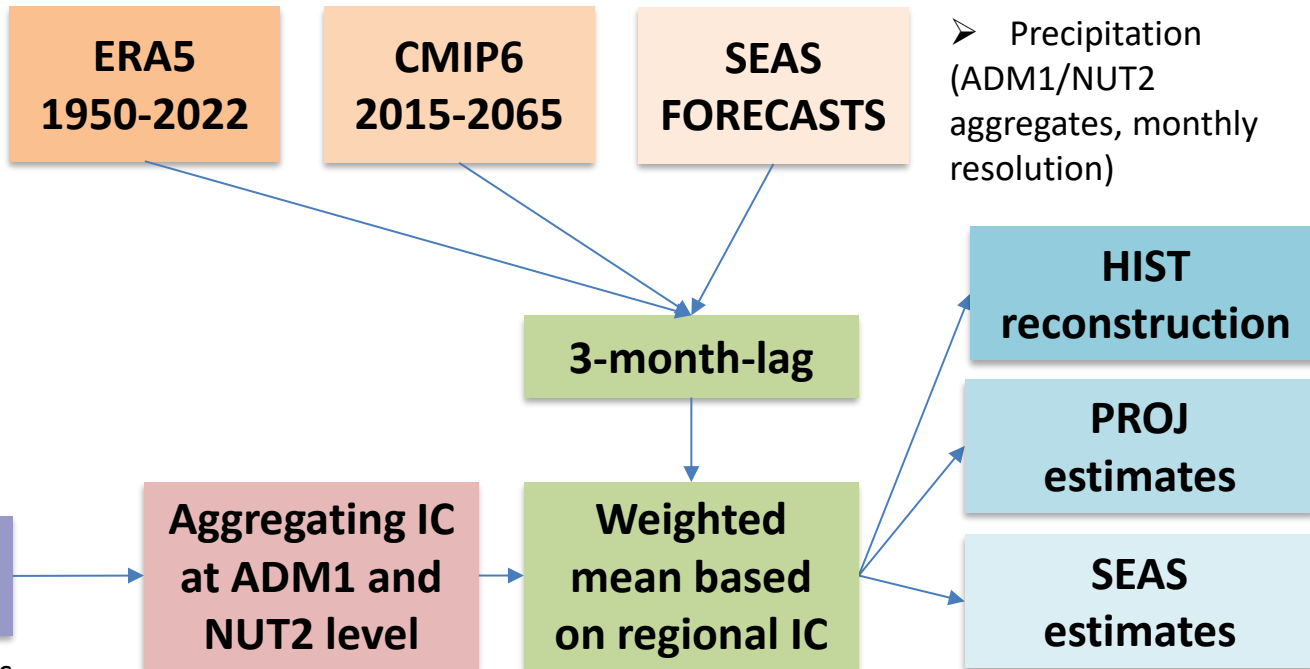 ERA5
1950-2022
CMIP6
2015-2065
SEAS
FORECASTS
➢ Precipitation
(ADM1/NUT2
aggregates, monthly
resolution)
3-month-lag
HIST
reconstruction
PROJ
estimates
SEAS
estimates
Aggregating IC
at ADM1 and
NUT2 level
Weighted
mean based
on regional IC